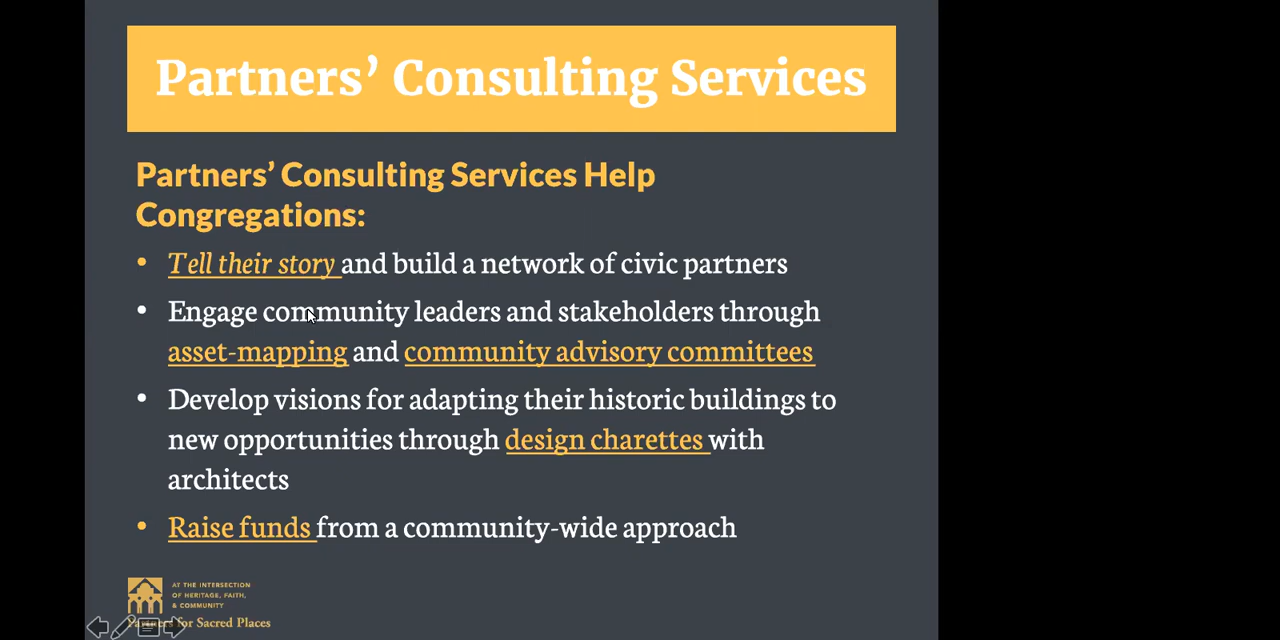 Partners’ Consulting Services
Partners’ Consulting Services Help
Congregations:
• Tell their story and build a network of civic partners
• Engage community leaders and stakeholders through
asset-mapping and community advisory committees
• Develop visions for adapting their historic buildings to
new opportunities through design charettes with
architects
• Raise funds from a community-wide approach
AT THE INTERSECTION
OF HERITAGE, FAITH,
& COMMUNITY
Partners for Sacred Places